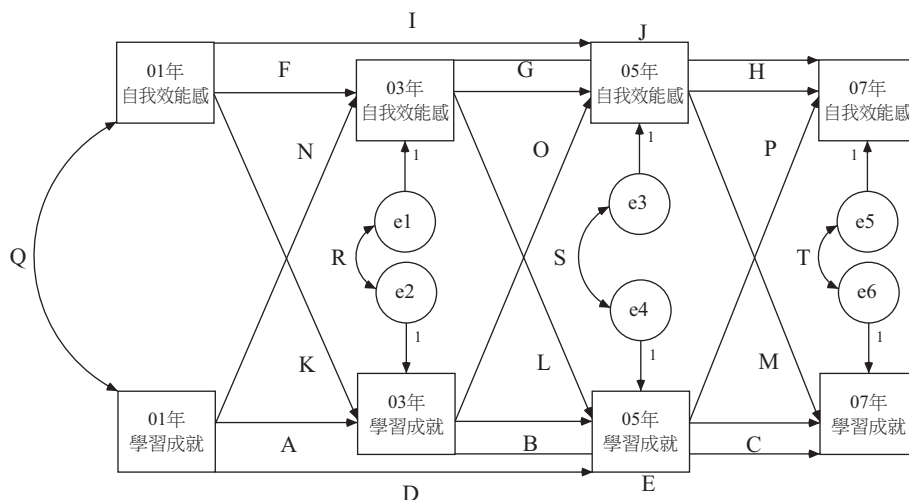 I
J
01年
自我效能感
F
03年
自我效能感
G
05年
自我效能感
H
07年
自我效能感
N
O
P
1
1
1
e1
e3
e5
Q
R
S
T
e2
e4
e6
1
1
1
K
L
M
01年
學習成就
A
03年
學習成就
B
05年
學習成就
C
07年
學習成就
D
E